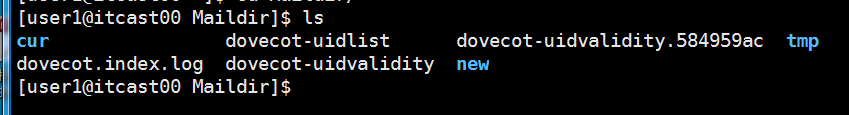 [user1@itcast00 Maildir]$ ls
cur dovecot-uidlist dovecot-uidvalidity.584959ac tmp
dovecot.index.log dovecot-uidvalidity new
[user1@itcast00 Maildir]$